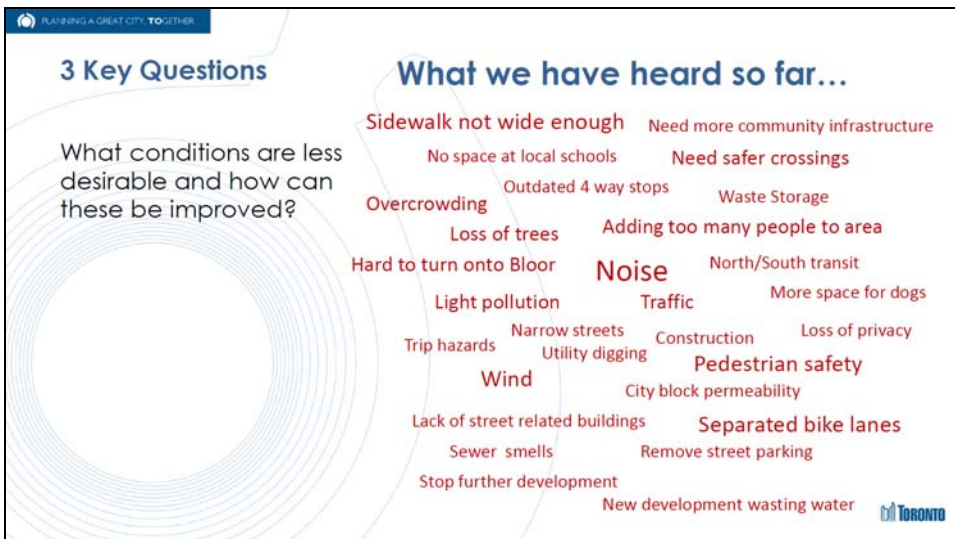 PLANNING A GREAT CITY, TOGETHER
3 Key Questions
What conditions are less
desirable and how can
these be improved?
What we have heard so far...
Sidewalk not wide enough
Need more community infrastructure
No space at local schools
Need safer crossings
Outdated 4 way stops
Waste Storage
Overcrowding
Loss of trees
Adding too many people to area
Hard to turn onto Bloor
Noise
North/South transit
Light pollution
Traffic
More space for dogs
Narrow streets
Construction
Loss of privacy
Trip hazards
Utility digging
Pedestrian safety
Wind
City block permeability
Lack of street related buildings
Separated bike lanes
Sewer smells
Remove street parking
Stop further development
New development wasting water
TORONTO